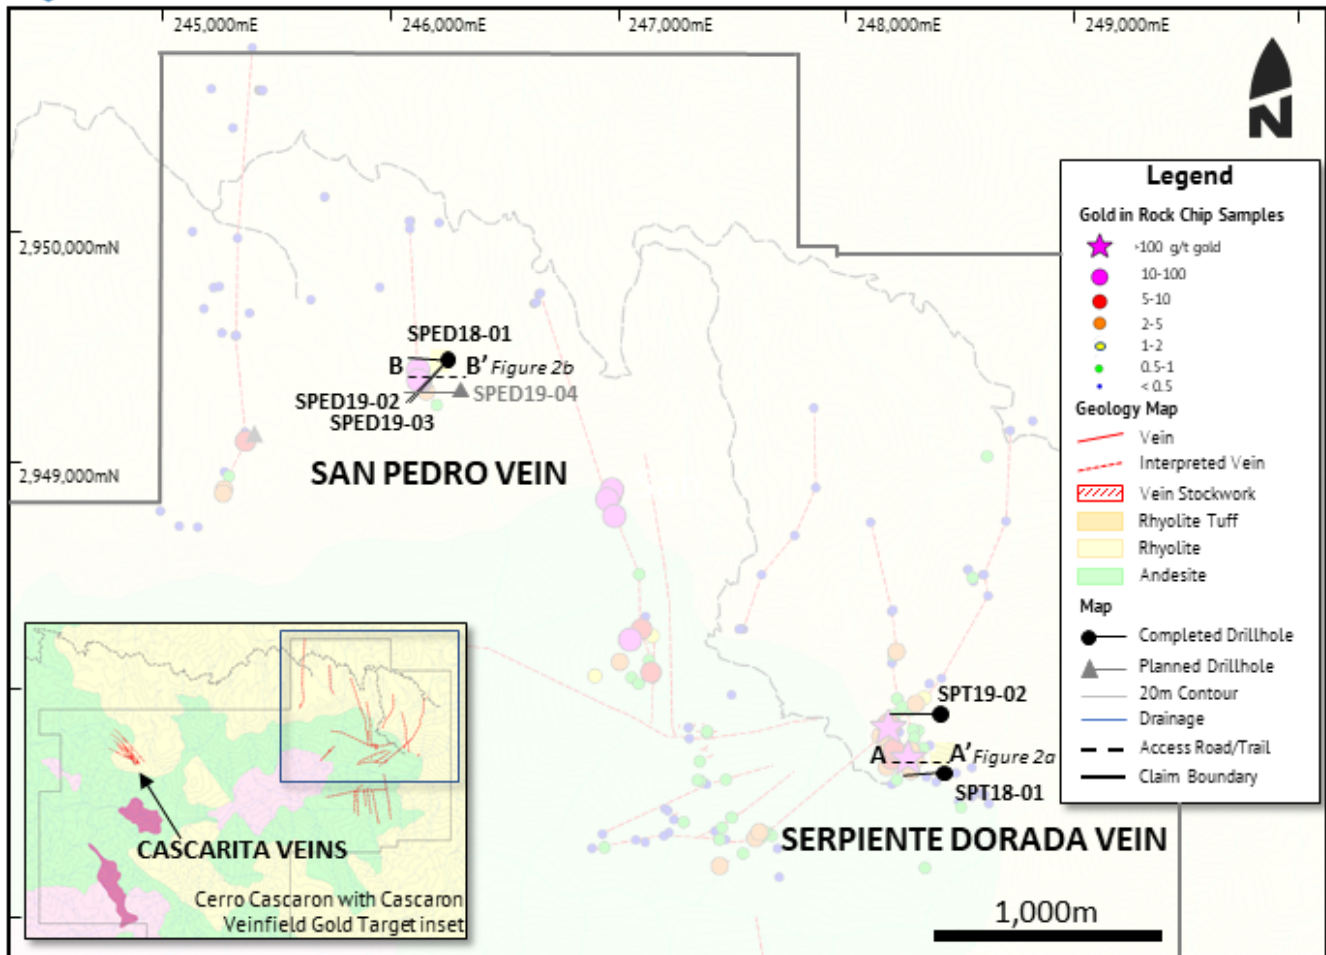 245,000mE
246,000mE
247,000mE
248,000mE
249,000mE
N
2,950,000mN
2,949,000mN
SPED18-01
B
B'
Figure 2b
SPED19-04
SPED19-02
SPED19-03
SAN PEDRO VEIN
SPT19-02
A
A'
Figure 2a
SPT18-01
SERPIENTE DORADA VEIN
1,000m
CASCARITA VEINS
Cerro Cascaron with Cascaron
Veinfield Gold Target inset
Legend
Gold in Rock Chip Samples
>100 g/t gold
10-100
5-10
2-5
1-2
0.5-1
< 0.5
Geology Map
Vein
Interpreted Vein
Vein Stockwork
Rhyolite Tuff
Rhyolite
Andesite
Map
Completed Drillhole
Planned Drillhole
20m Contour
Drainage
Access Road/Trail
Claim Boundary